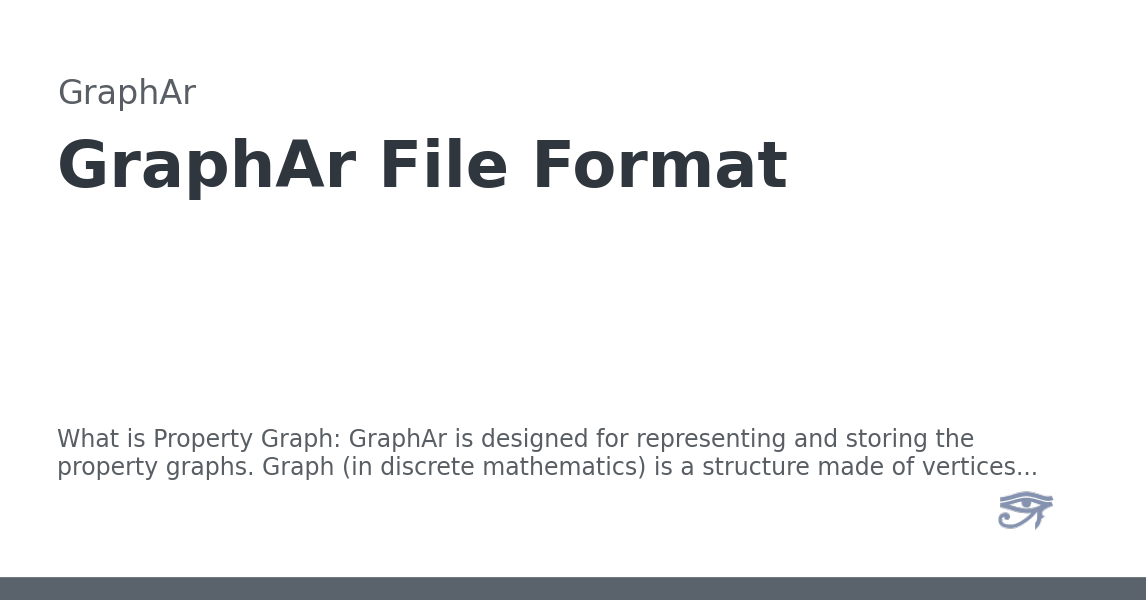 GraphAr
GraphAr File Format
What is Property Graph: GraphAr is designed for representing and storing the
property graphs. Graph (in discrete mathematics) is a structure made of vertices...